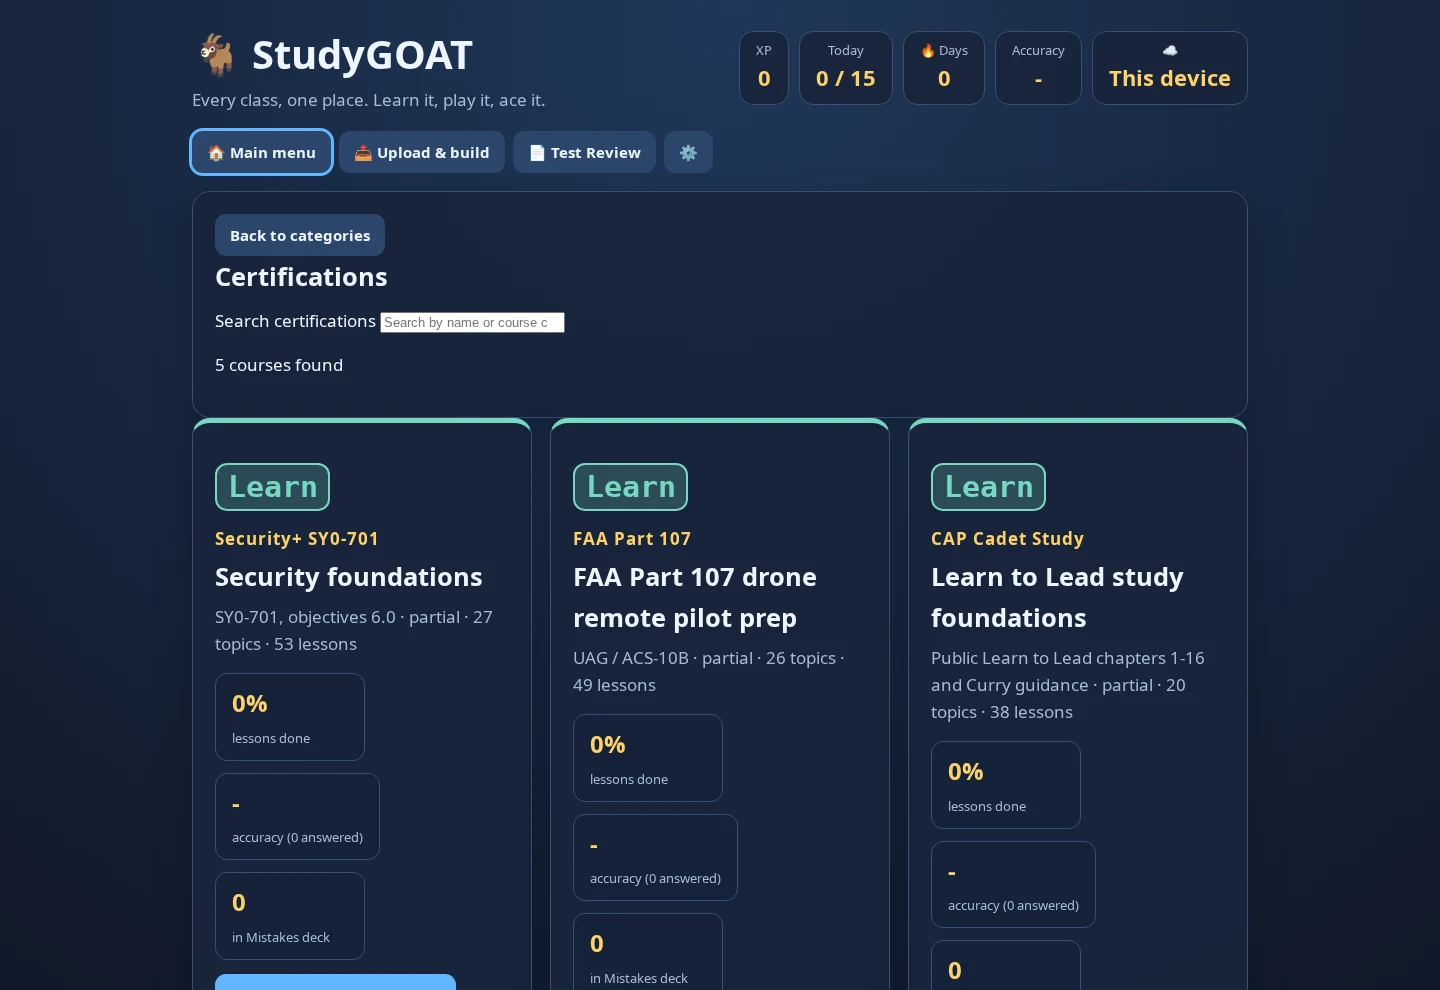 StudyGOAT
Every class, one place. Learn it, play it, ace it.
XP
0
Today
0 / 15
🔥 Days
0
Accuracy
-
☁️
This device
🏠 Main menu
📤 Upload & build
📄 Test Review
⚙️
Back to categories
Certifications
Search certifications
Search by name or course c
5 courses found
Learn
Security+ SY0-701
Security foundations
SY0-701, objectives 6.0 · partial · 27
topics · 53 lessons
0%
lessons done
-
accuracy (0 answered)
0
in Mistakes deck
Learn
FAA Part 107
FAA Part 107 drone
remote pilot prep
UAG / ACS-10B · partial · 26 topics ·
49 lessons
0%
lessons done
-
accuracy (0 answered)
0
in Mistakes deck
Learn
CAP Cadet Study
Learn to Lead study
foundations
Public Learn to Lead chapters 1-16
and Curry guidance · partial · 20
topics · 38 lessons
0%
lessons done
-
accuracy (0 answered)
0